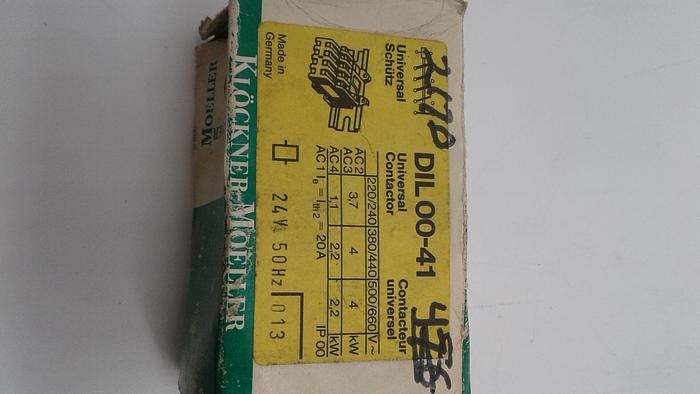 KLÖCKNER-MOELLER
MOELLER
Made in
Germany
Universal
Schütz
DIL 00-41
Universal
Contactor
Contacteur
universel
220/240 380/440 500/660 V~
AC2
AC3 3,7 4 4 kW
AC4 1,1 2,2 2,2 kW
AC1 Ie = Ith2 = 20A IP 00
24V 50Hz 013